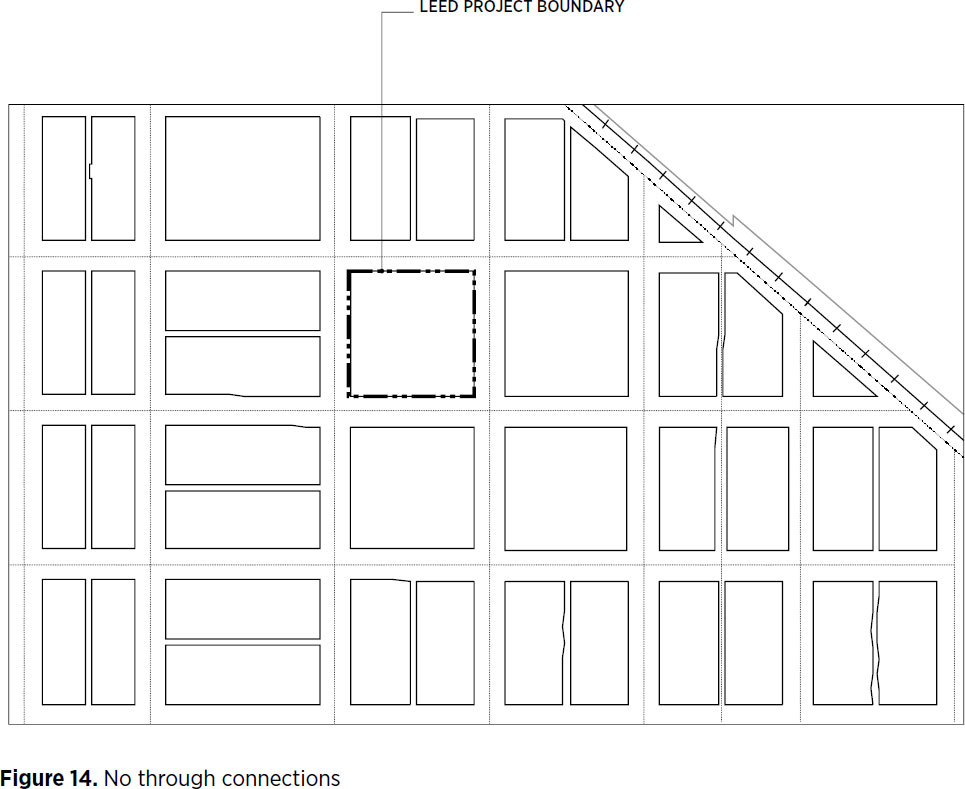 LEED PROJECT BOUNDARY
Figure 14. No through connections